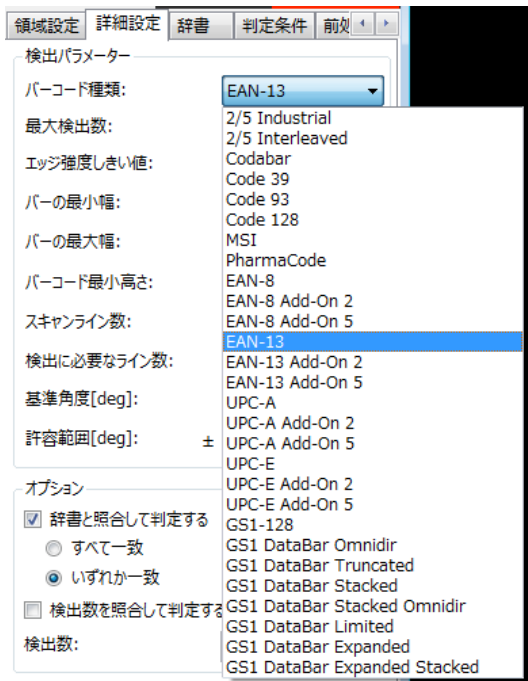 領域設定 詳細設定 辞書 判定条件 前処
検出パラメーター
バーコード種類: EAN-13
最大検出数:
エッジ強度しきい値:
バーの最小幅:
バーの最大幅:
バーコード最小高さ:
スキャンライン数:
検出に必要なライン数:
基準角度[deg]:
許容範囲[deg]: ±
2/5 Industrial
2/5 Interleaved
Codabar
Code 39
Code 93
Code 128
MSI
PharmaCode
EAN-8
EAN-8 Add-On 2
EAN-8 Add-On 5
EAN-13
EAN-13 Add-On 2
EAN-13 Add-On 5
UPC-A
UPC-A Add-On 2
UPC-A Add-On 5
UPC-E
UPC-E Add-On 2
UPC-E Add-On 5
GS1-128
GS1 DataBar Omnidir
GS1 DataBar Truncated
GS1 DataBar Stacked
GS1 DataBar Stacked Omnidir
GS1 DataBar Limited
GS1 DataBar Expanded
GS1 DataBar Expanded Stacked
オプション
辞書と照合して判定する
すべて一致
いずれか一致
検出数を照合して判定する
検出数: